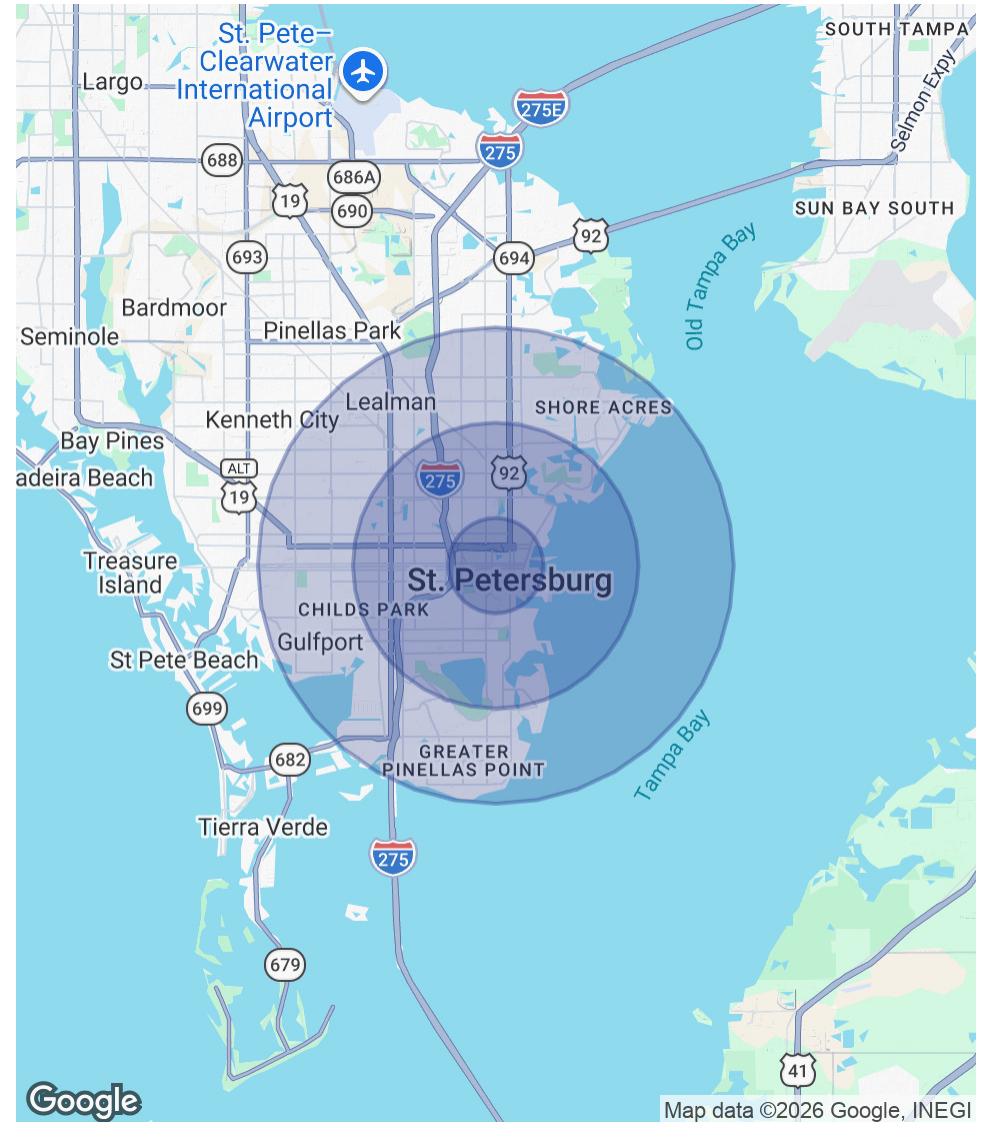 SOUTH TAMPA
St. Pete–
Clearwater
International
Airport
Largo
Selmon Expy
275E
275
688
686A
19
690
SUN BAY SOUTH
92
693
694
Old Tampa Bay
Bardmoor
Pinellas Park
Seminole
Lealman
SHORE ACRES
Kenneth City
Bay Pines
ALT
19
275
92
adeira Beach
Treasure
Island
St. Petersburg
CHILDS PARK
Gulfport
St Pete Beach
699
GREATER
PINELLAS POINT
682
Tampa Bay
Tierra Verde
275
679
41
Google
Map data ©2026 Google, INEGI